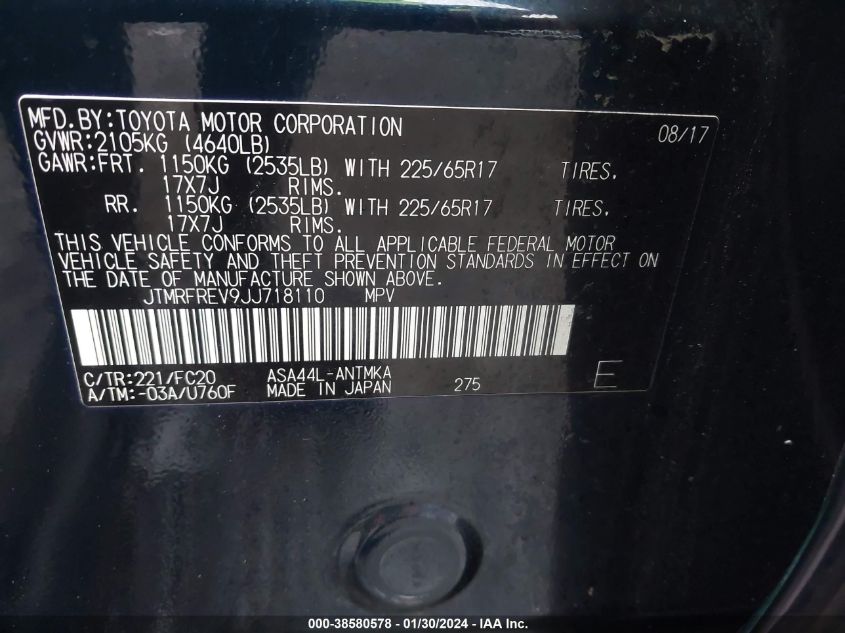 MFD.BY:TOYOTA MOTOR CORPORATION 08/17
GVWR:2105KG (4640LB)
GAWR:FRT. 1150KG (2535LB) WITH 225/65R17 TIRES.
17X7J RIMS.
RR. 1150KG (2535LB) WITH 225/65R17 TIRES.
17X7J RIMS.
THIS VEHICLE CONFORMS TO ALL APPLICABLE FEDERAL MOTOR
VEHICLE SAFETY AND THEFT PREVENTION STANDARDS IN EFFECT ON
THE DATE OF MANUFACTURE SHOWN ABOVE.
JTMRFREV9JJ718110 MPV
C/TR:221/FC20 ASA44L-ANTMKA
A/TM:-03A/U760F MADE IN JAPAN 275 E
000-38580578 - 01/30/2024 - IAA Inc.